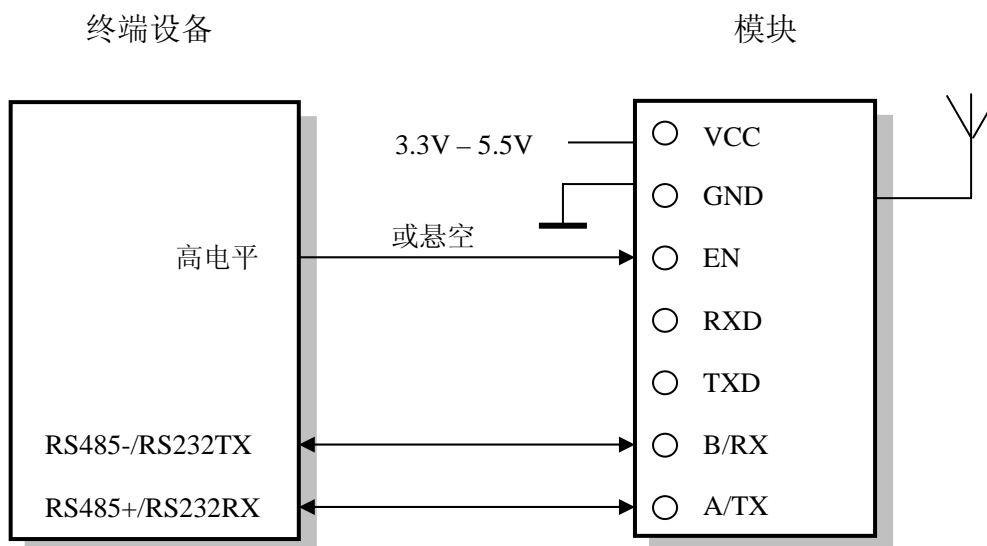 终端设备
模块
3.3V – 5.5V
VCC
GND
高电平
或悬空
EN
RXD
TXD
RS485-/RS232TX
B/RX
RS485+/RS232RX
A/TX